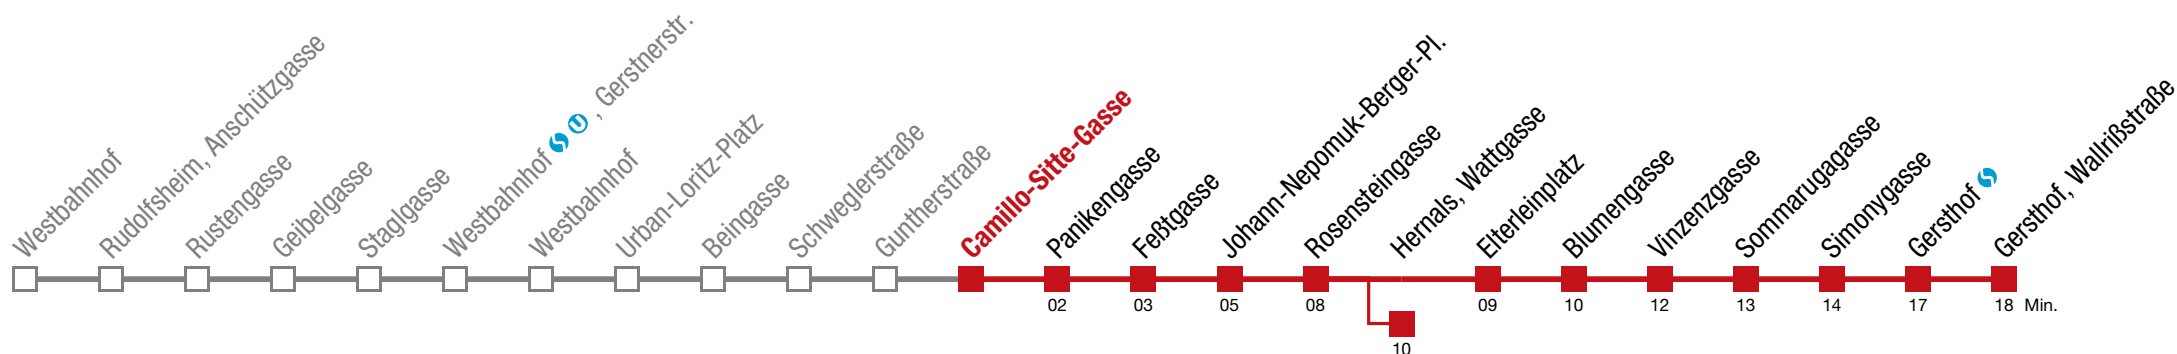 Westbahnhof
Rudolfsheim, Anschützgasse
Rustengasse
Geibelgasse
Staglgasse
Westbahnhof S U , Gerstnerstr.
Westbahnhof
Urban-Loritz-Platz
Beingasse
Schweglerstraße
Guntherstraße
Camillo-Sitte-Gasse
Panikengasse
Feßtgasse
Johann-Nepomuk-Berger-Pl.
Rosensteingasse
Hernals, Wattgasse
Elterleinplatz
Blumengasse
Vinzenzgasse
Sommarugagasse
Simonygasse
Gersthof S
Gersthof, Wallrißstraße
02 03 05 08 09 10 12 13 14 17 18 Min.
10